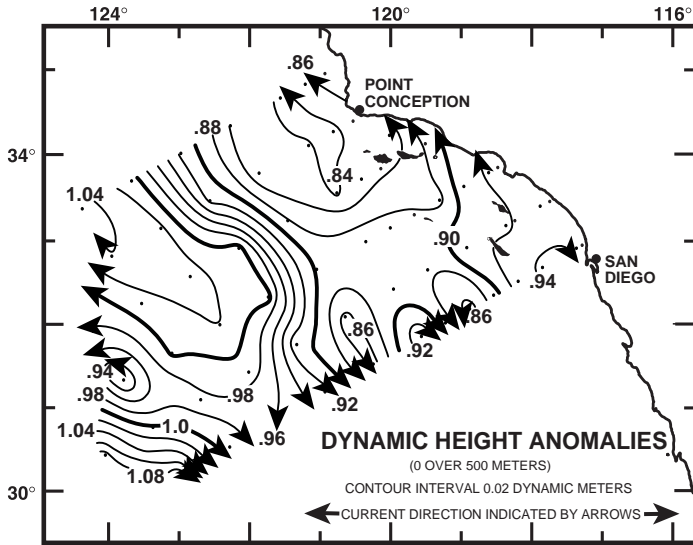 124° 120° 116°
.86
POINT
CONCEPTION
.88
34°
.84
1.04
.90
SAN
DIEGO
.94
.86 .86
.92
.94
.98 .98
.92
1.04 1.0
.96
DYNAMIC HEIGHT ANOMALIES
(0 OVER 500 METERS)
1.08
CONTOUR INTERVAL 0.02 DYNAMIC METERS
30°
CURRENT DIRECTION INDICATED BY ARROWS